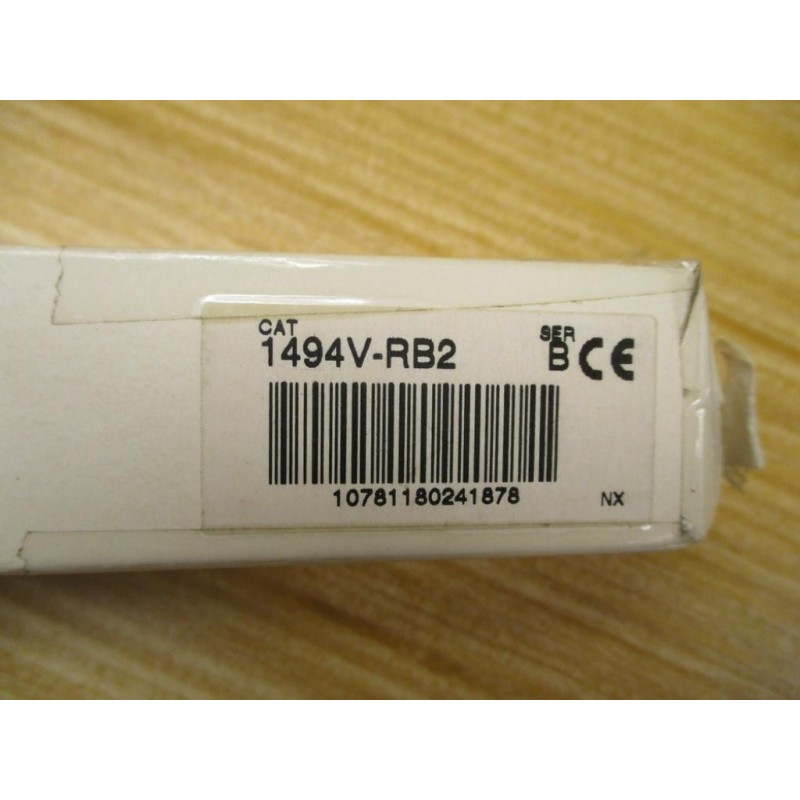 CAT SER
1494V-RB2 B CE
10781180241878 NX